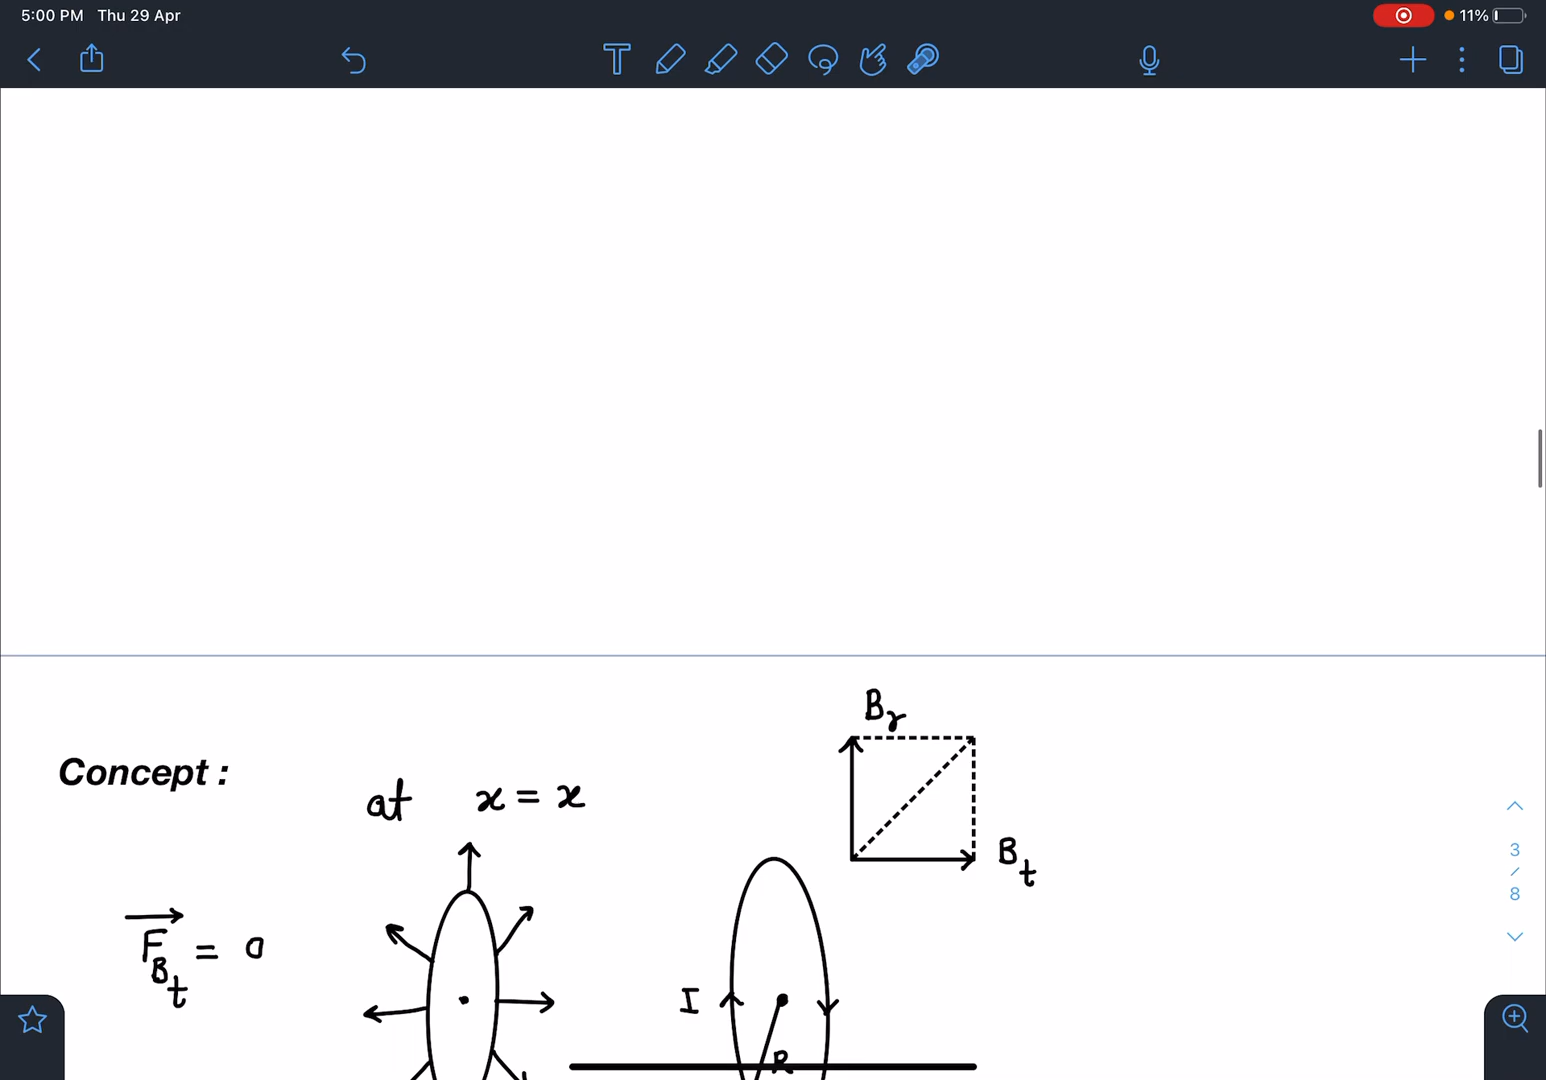 5:00 PM Thu 29 Apr
11%
T
Concept :
at x = x
B_r
B_t
F_{B_t} = 0
I
R
3
/
8